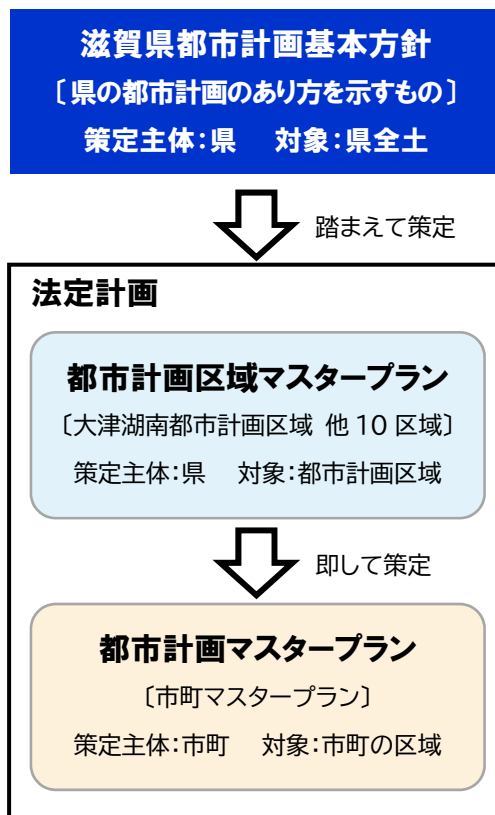 滋賀県都市計画基本方針
〔県の都市計画のあり方を示すもの〕
策定主体:県　対象:県全土
踏まえて策定
法定計画
都市計画区域マスタープラン
〔大津湖南都市計画区域 他10区域〕
策定主体:県　対象:都市計画区域
即して策定
都市計画マスタープラン
〔市町マスタープラン〕
策定主体:市町　対象:市町の区域